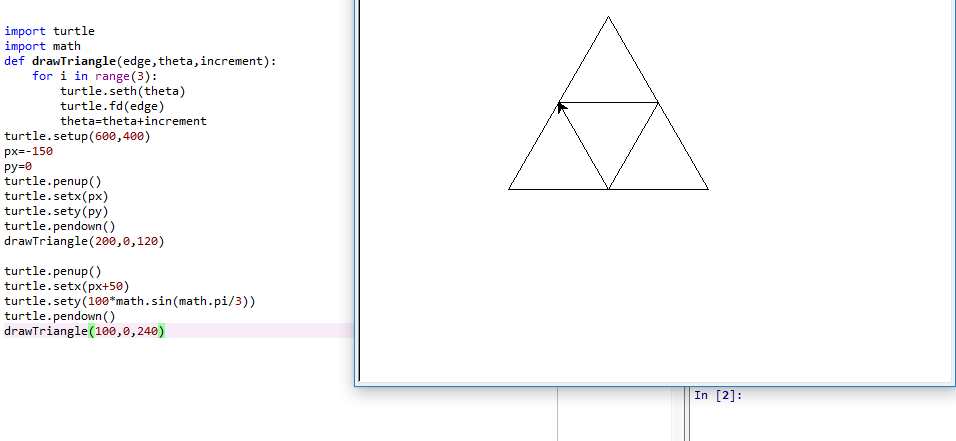 import turtle
import math
def drawTriangle(edge,theta,increment):
    for i in range(3):
        turtle.seth(theta)
        turtle.fd(edge)
        theta=theta+increment
turtle.setup(600,400)
px=-150
py=0
turtle.penup()
turtle.setx(px)
turtle.sety(py)
turtle.pendown()
drawTriangle(200,0,120)

turtle.penup()
turtle.setx(px+50)
turtle.sety(100*math.sin(math.pi/3))
turtle.pendown()
drawTriangle(100,0,240)
In [2]: